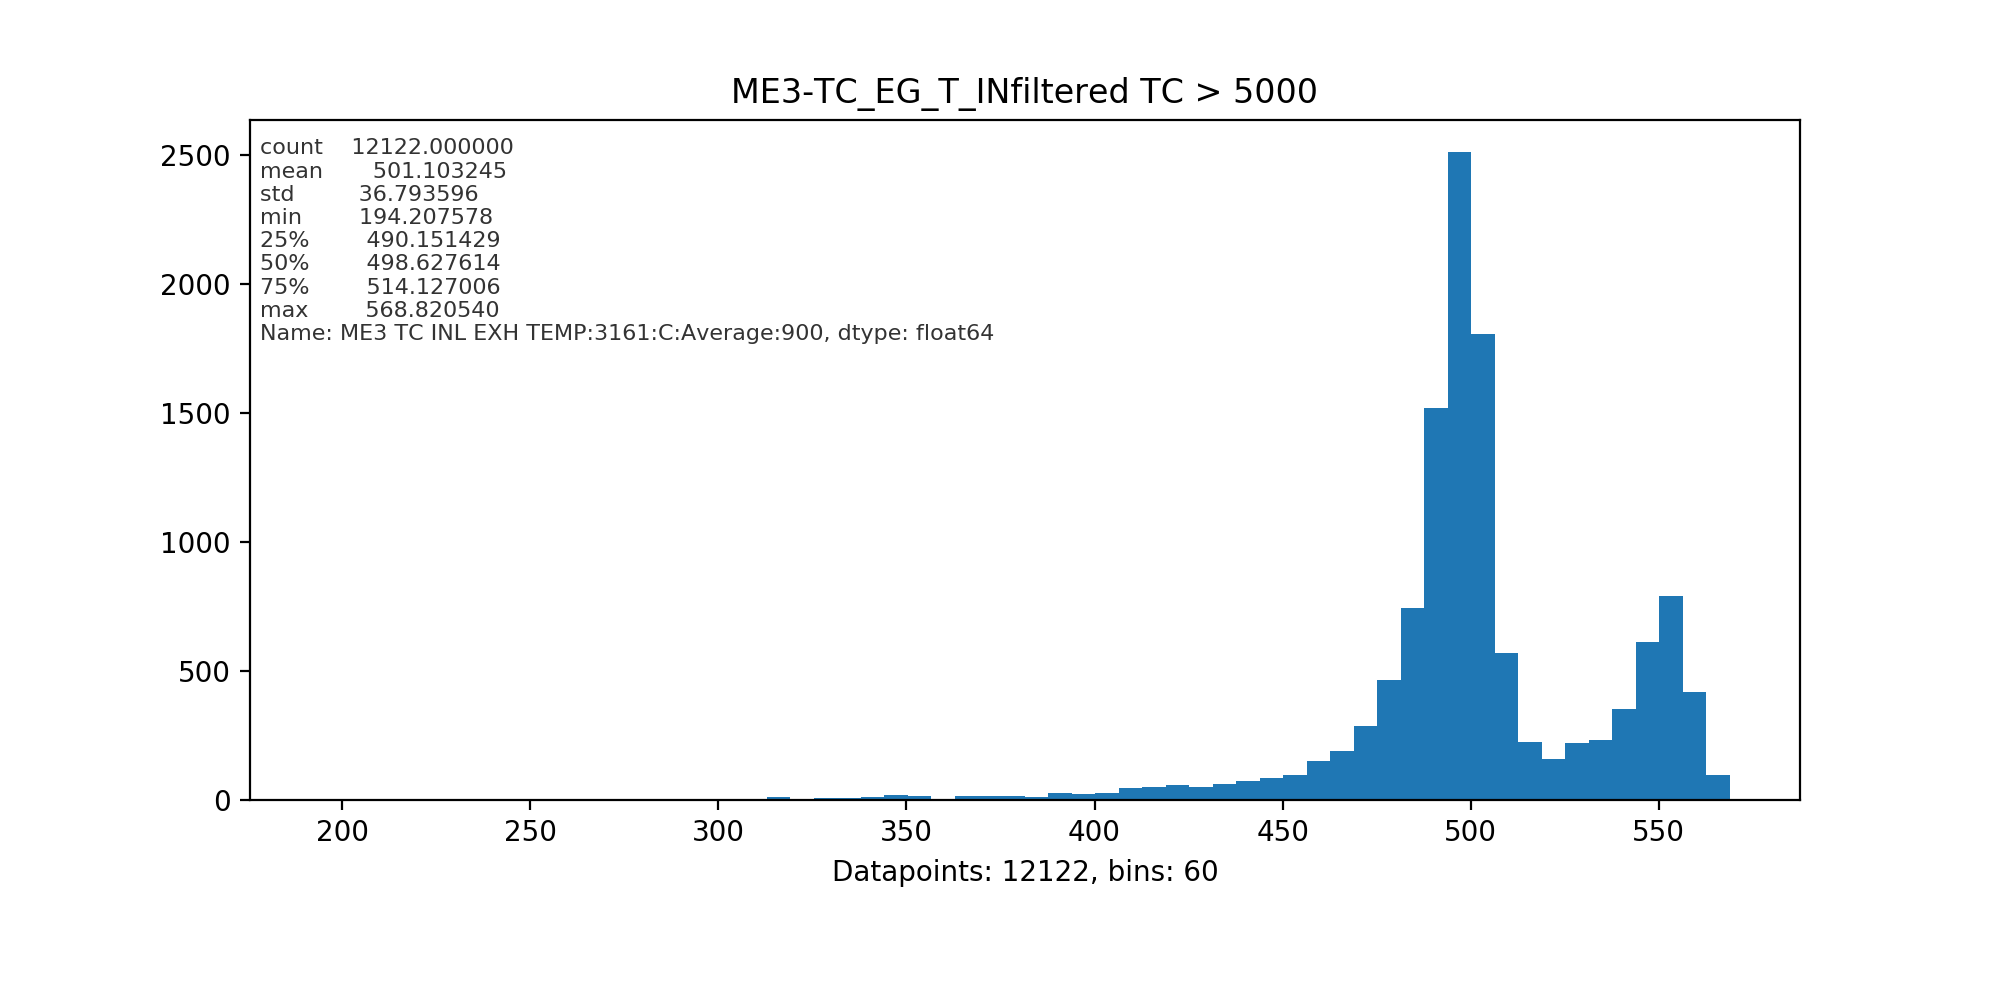 ME3-TC_EG_T_INfiltered TC > 5000
count 12122.000000
mean 501.103245
std 36.793596
min 194.207578
25% 490.151429
50% 498.627614
75% 514.127006
max 568.820540
Name: ME3 TC INL EXH TEMP:3161:C:Average:900, dtype: float64
2500
2000
1500
1000
500
0
200 250 300 350 400 450 500 550
Datapoints: 12122, bins: 60